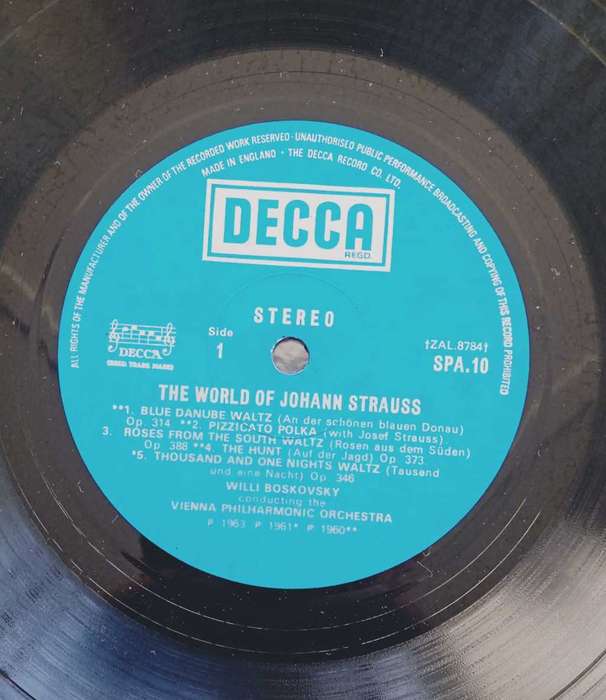 ALL RIGHTS OF THE MANUFACTURER AND OF THE OWNER OF THE RECORDED WORK RESERVED · UNAUTHORISED PUBLIC PERFORMANCE BROADCASTING AND COPYING OF THIS RECORD PROHIBITED
MADE IN ENGLAND · THE DECCA RECORD CO. LTD.
DECCA
REGD.
STEREO
DECCA
(REGD. TRADE MARK)
Side
1
†ZAL.8784†
SPA.10
THE WORLD OF JOHANN STRAUSS
**1. BLUE DANUBE WALTZ (An der schönen blauen Donau)
Op 314 **2. PIZZICATO POLKA (with Josef Strauss)
3. ROSES FROM THE SOUTH WALTZ (Rosen aus dem Süden)
Op 388 **4 THE HUNT (Auf der Jagd) Op. 373
*5. THOUSAND AND ONE NIGHTS WALTZ (Tausend
und eine Nacht) Op. 346
WILLI BOSKOVSKY
conducting the
VIENNA PHILHARMONIC ORCHESTRA
℗ 1963 ℗ 1961* ℗ 1960**